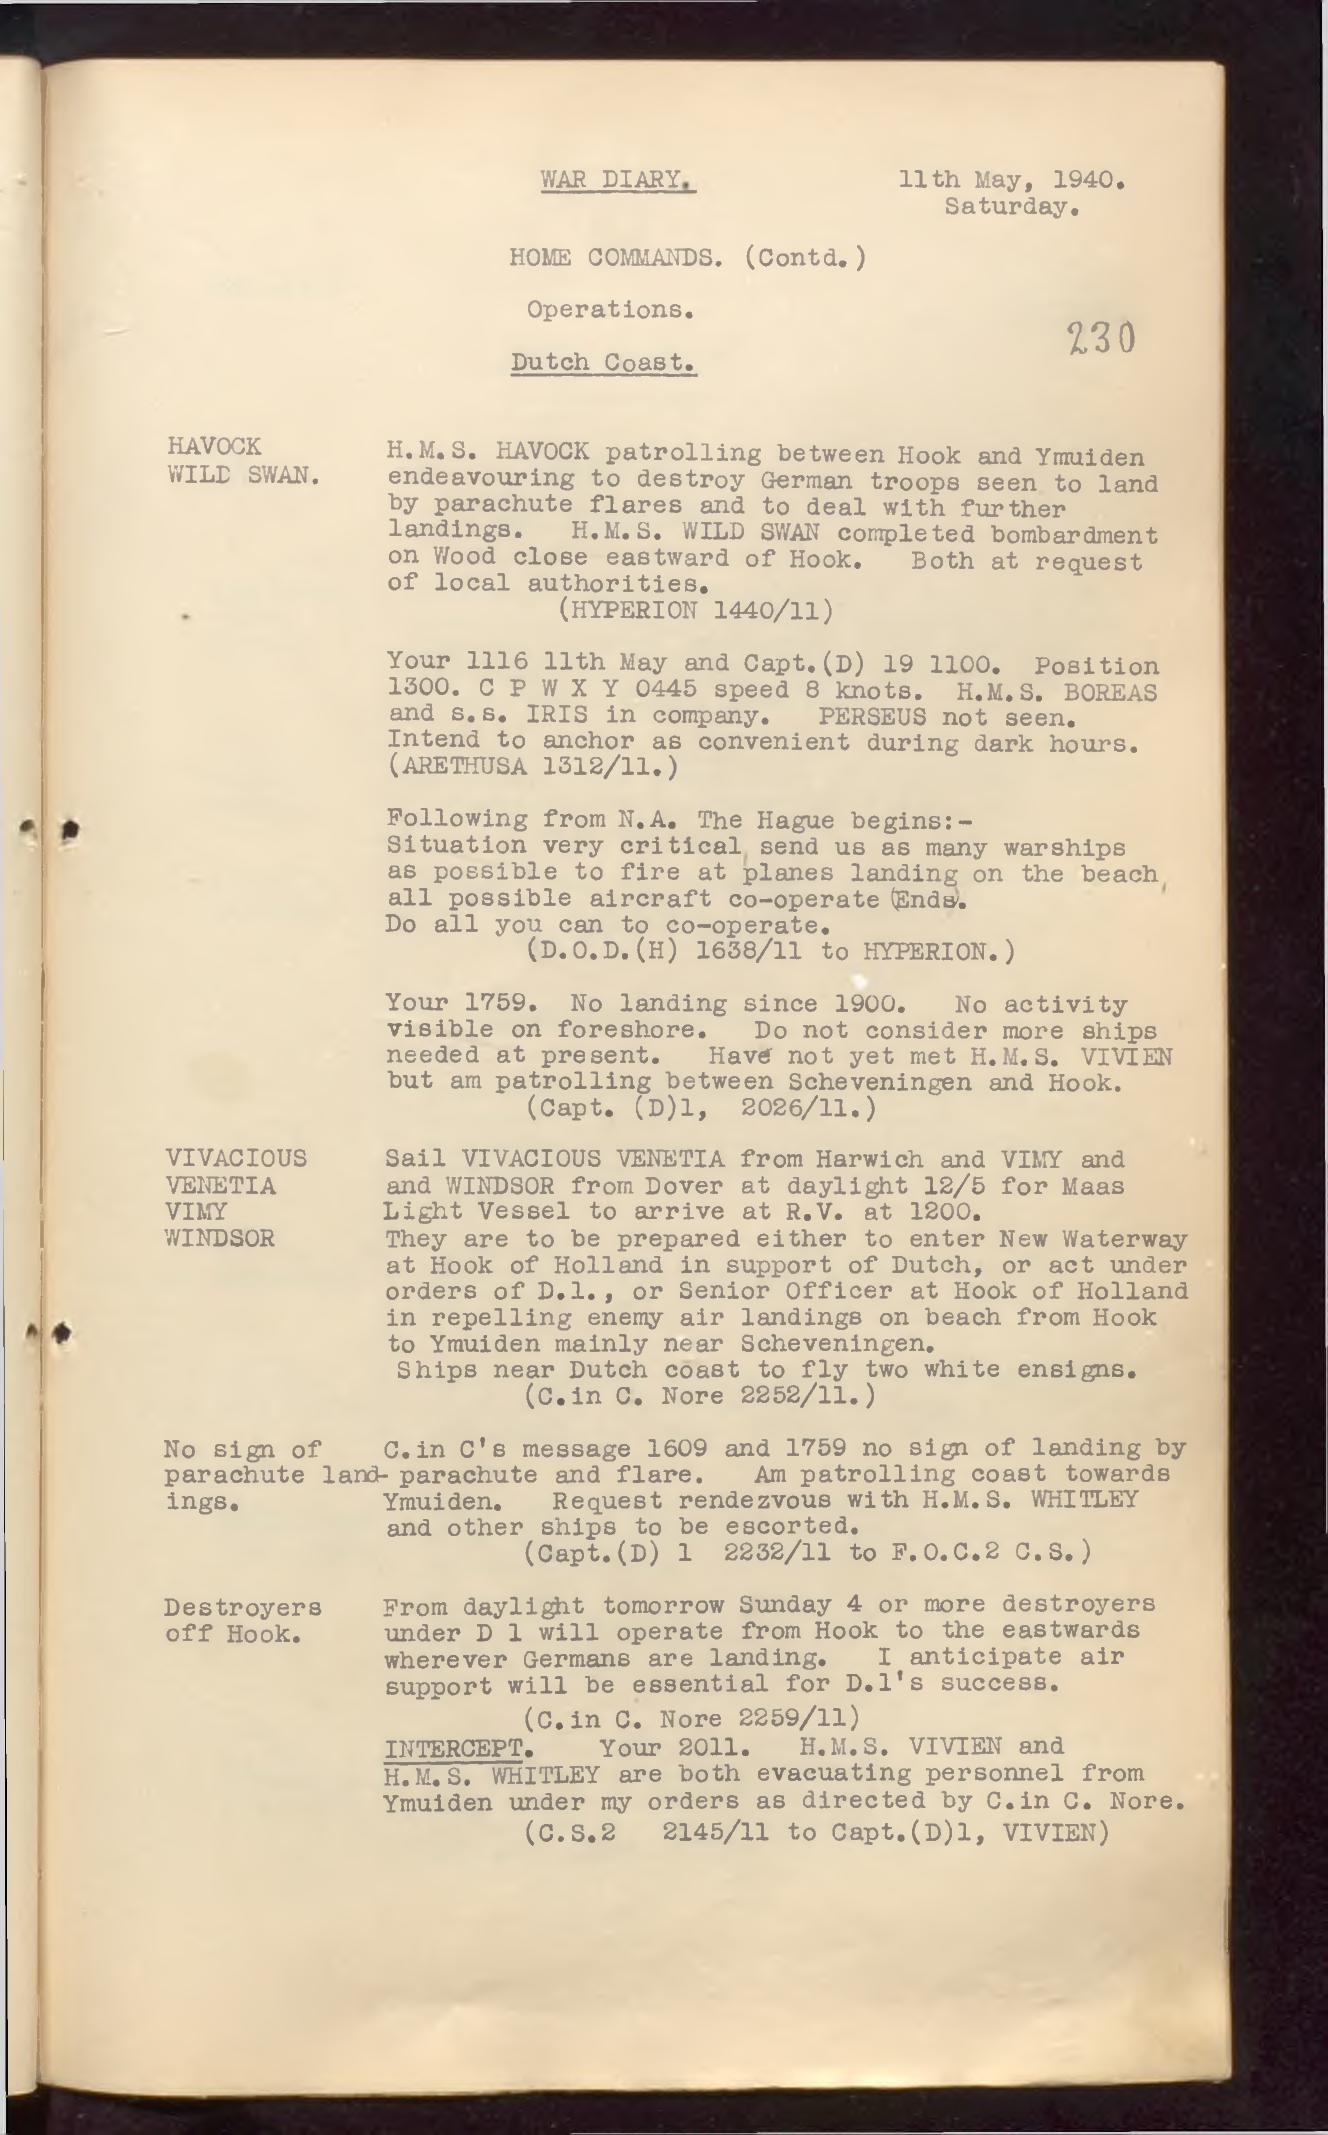 WAR DIARY. 11th May, 1940.
Saturday.
HOME COMMANDS. (Contd.)
Operations.
230
Dutch Coast.
HAVOCK
WILD SWAN.
H.M.S. HAVOCK patrolling between Hook and Ymuiden
endeavouring to destroy German troops seen to land
by parachute flares and to deal with further
landings. H.M.S. WILD SWAN completed bombardment
on Wood close eastward of Hook. Both at request
of local authorities.
(HYPERION 1440/11)
Your 1116 11th May and Capt.(D) 19 1100. Position
1300. C P W X Y 0445 speed 8 knots. H.M.S. BOREAS
and s.s. IRIS in company. PERSEUS not seen.
Intend to anchor as convenient during dark hours.
(ARETHUSA 1312/11.)
Following from N.A. The Hague begins:-
Situation very critical, send us as many warships
as possible to fire at planes landing on the beach,
all possible aircraft co-operate (Ends).
Do all you can to co-operate.
(D.O.D.(H) 1638/11 to HYPERION.)
Your 1759. No landing since 1900. No activity
visible on foreshore. Do not consider more ships
needed at present. Have not yet met H.M.S. VIVIEN
but am patrolling between Scheveningen and Hook.
(Capt. (D)1, 2026/11.)
VIVACIOUS
VENETIA
VIMY
WINDSOR
Sail VIVACIOUS VENETIA from Harwich and VIMY and
and WINDSOR from Dover at daylight 12/5 for Maas
Light Vessel to arrive at R.V. at 1200.
They are to be prepared either to enter New Waterway
at Hook of Holland in support of Dutch, or act under
orders of D.1., or Senior Officer at Hook of Holland
in repelling enemy air landings on beach from Hook
to Ymuiden mainly near Scheveningen.
Ships near Dutch coast to fly two white ensigns.
(C.in C. Nore 2252/11.)
No sign of
parachute land-
ings.
C.in C's message 1609 and 1759 no sign of landing by
parachute and flare. Am patrolling coast towards
Ymuiden. Request rendezvous with H.M.S. WHITLEY
and other ships to be escorted.
(Capt.(D) 1 2232/11 to F.O.C.2 C.S.)
Destroyers
off Hook.
From daylight tomorrow Sunday 4 or more destroyers
under D 1 will operate from Hook to the eastwards
wherever Germans are landing. I anticipate air
support will be essential for D.1's success.
(C.in C. Nore 2259/11)
INTERCEPT. Your 2011. H.M.S. VIVIEN and
H.M.S. WHITLEY are both evacuating personnel from
Ymuiden under my orders as directed by C.in C. Nore.
(C.S.2 2145/11 to Capt.(D)1, VIVIEN)